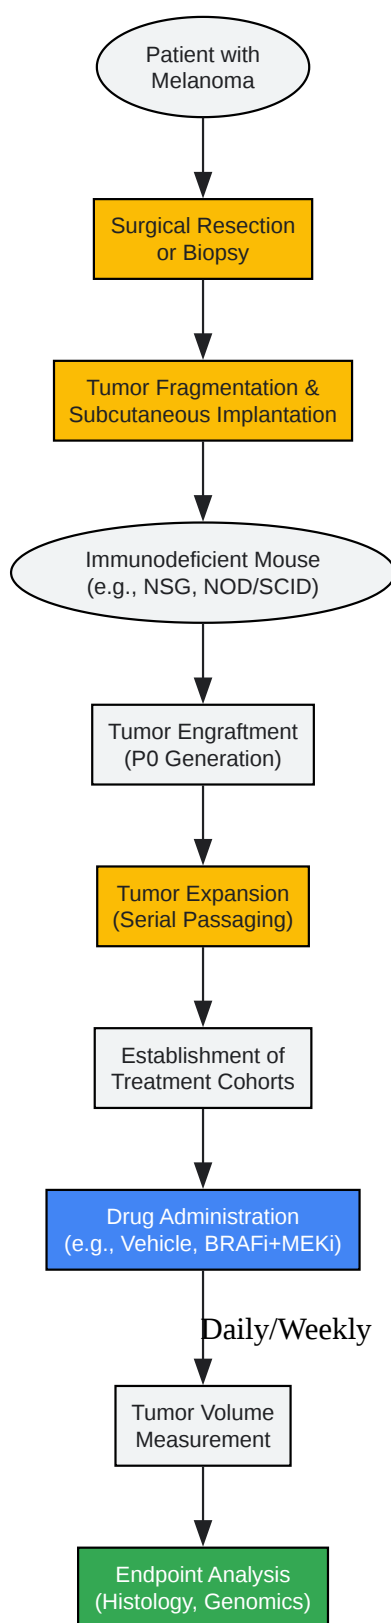 Patient with
Melanoma
Surgical Resection
or Biopsy
Tumor Fragmentation &
Subcutaneous Implantation
Immunodeficient Mouse
(e.g., NSG, NOD/SCID)
Tumor Engraftment
(P0 Generation)
Tumor Expansion
(Serial Passaging)
Establishment of
Treatment Cohorts
Drug Administration
(e.g., Vehicle, BRAFi+MEKi)
Daily/Weekly
Tumor Volume
Measurement
Endpoint Analysis
(Histology, Genomics)